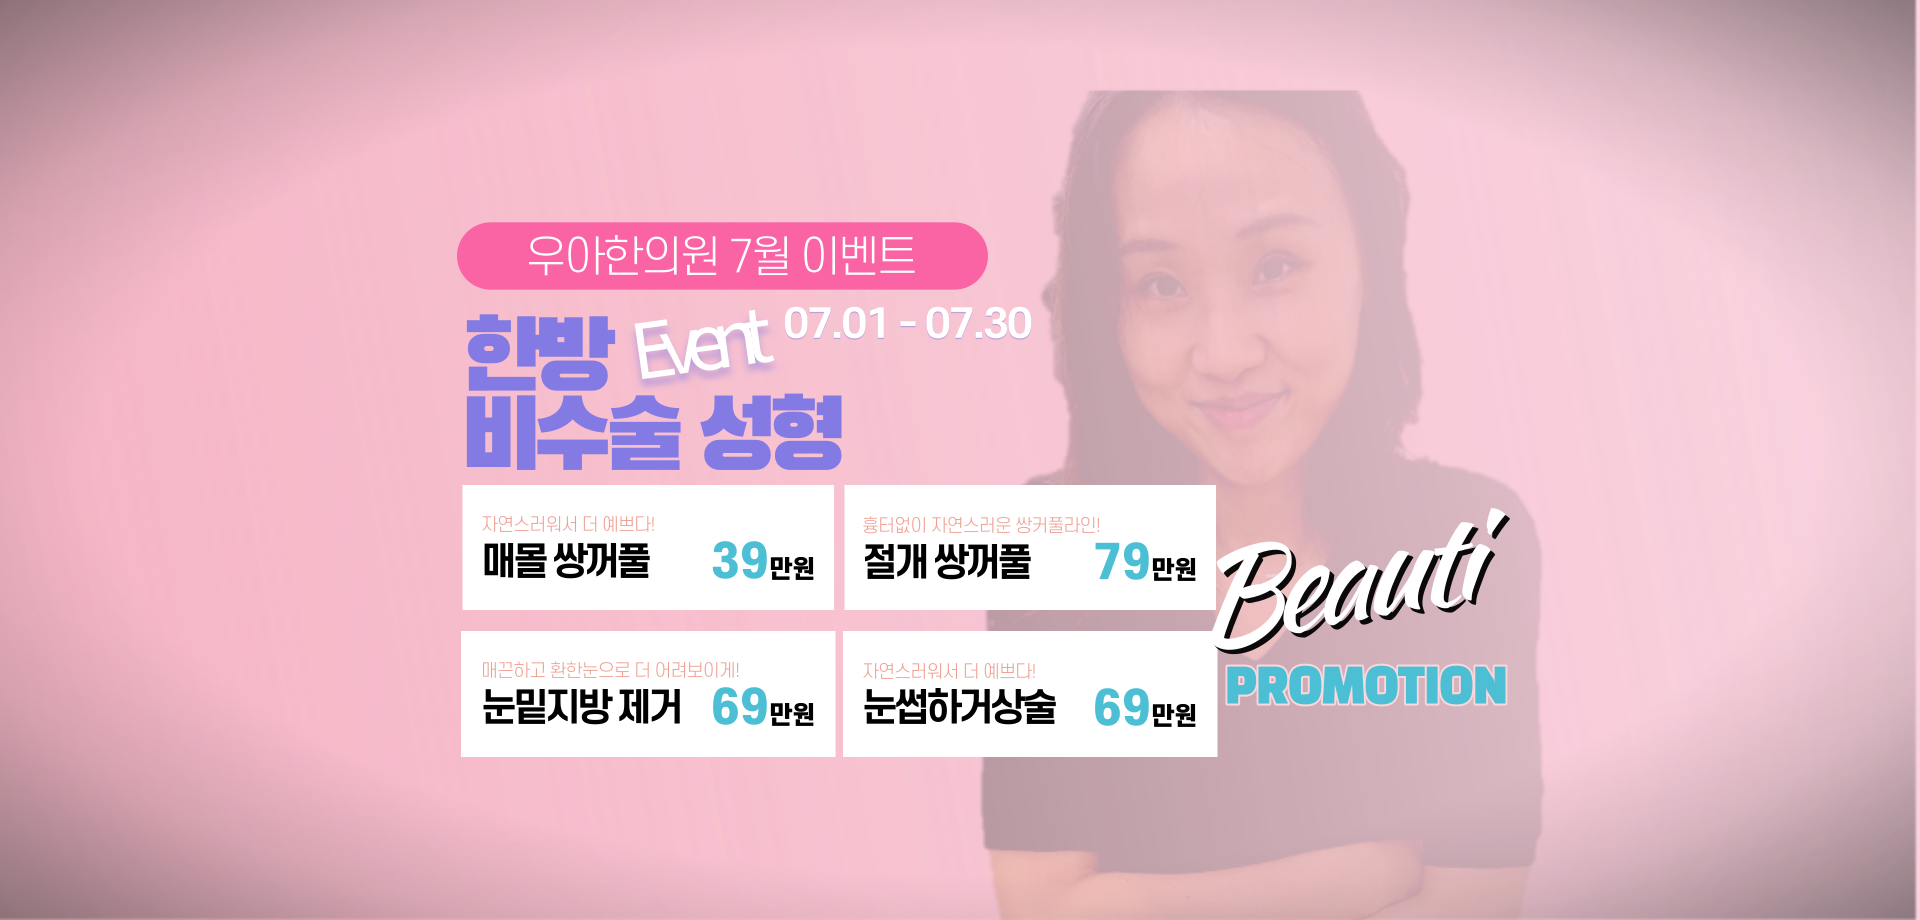 우아한의원 7월 이벤트
한방 Event 07.01 - 07.30
비수술 성형
자연스러워서 더 예쁘다!
매몰 쌍꺼풀 39만원
흉터없이 자연스러운 쌍커풀라인!
절개 쌍꺼풀 79만원
매끈하고 환한눈으로 더 어려보이게!
눈밑지방 제거 69만원
자연스러워서 더 예쁘다!
눈썹하거상술 69만원
Beauti
PROMOTION